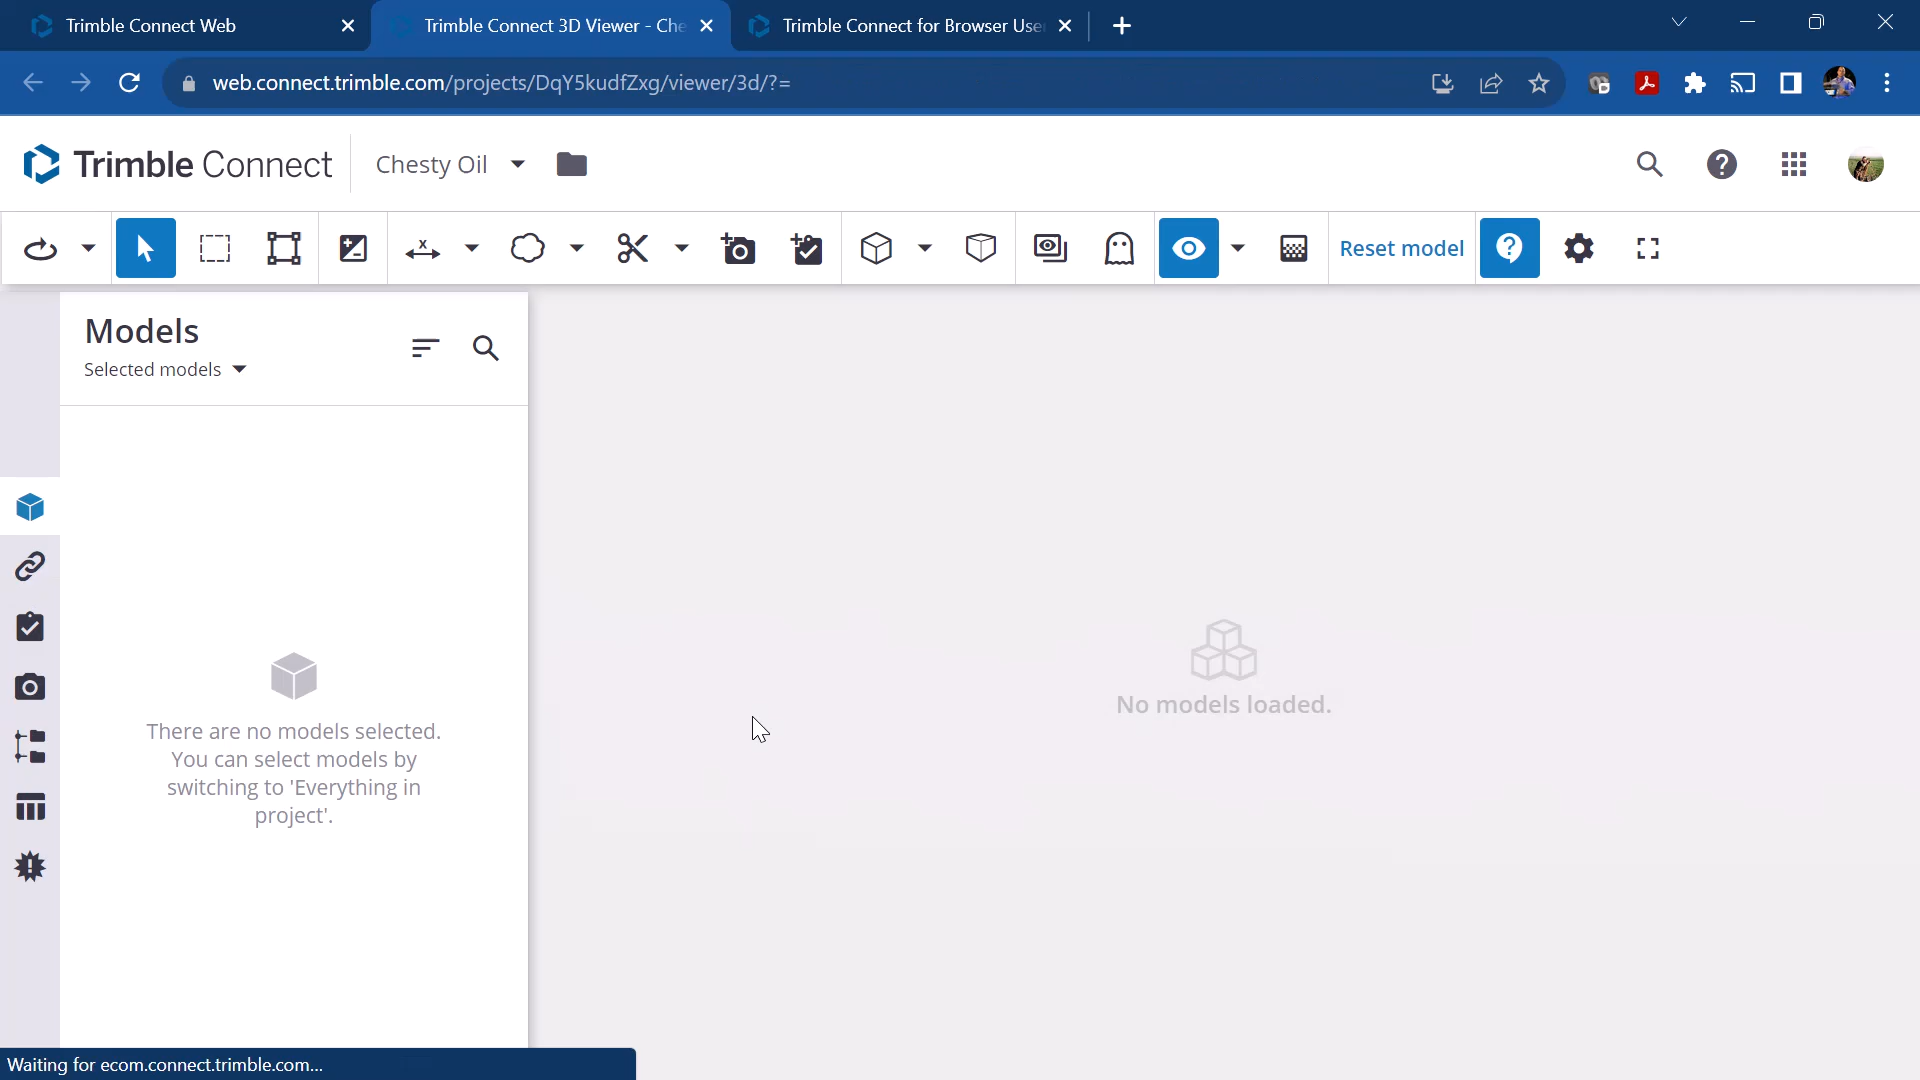 Trimble Connect Web
Trimble Connect 3D Viewer - Che
Trimble Connect for Browser Use
web.connect.trimble.com/projects/DqY5kudfZxg/viewer/3d/?=
Trimble Connect
Chesty Oil
x
Reset model
Models
Selected models
There are no models selected.
You can select models by
switching to 'Everything in
project'.
No models loaded.
Waiting for ecom.connect.trimble.com...